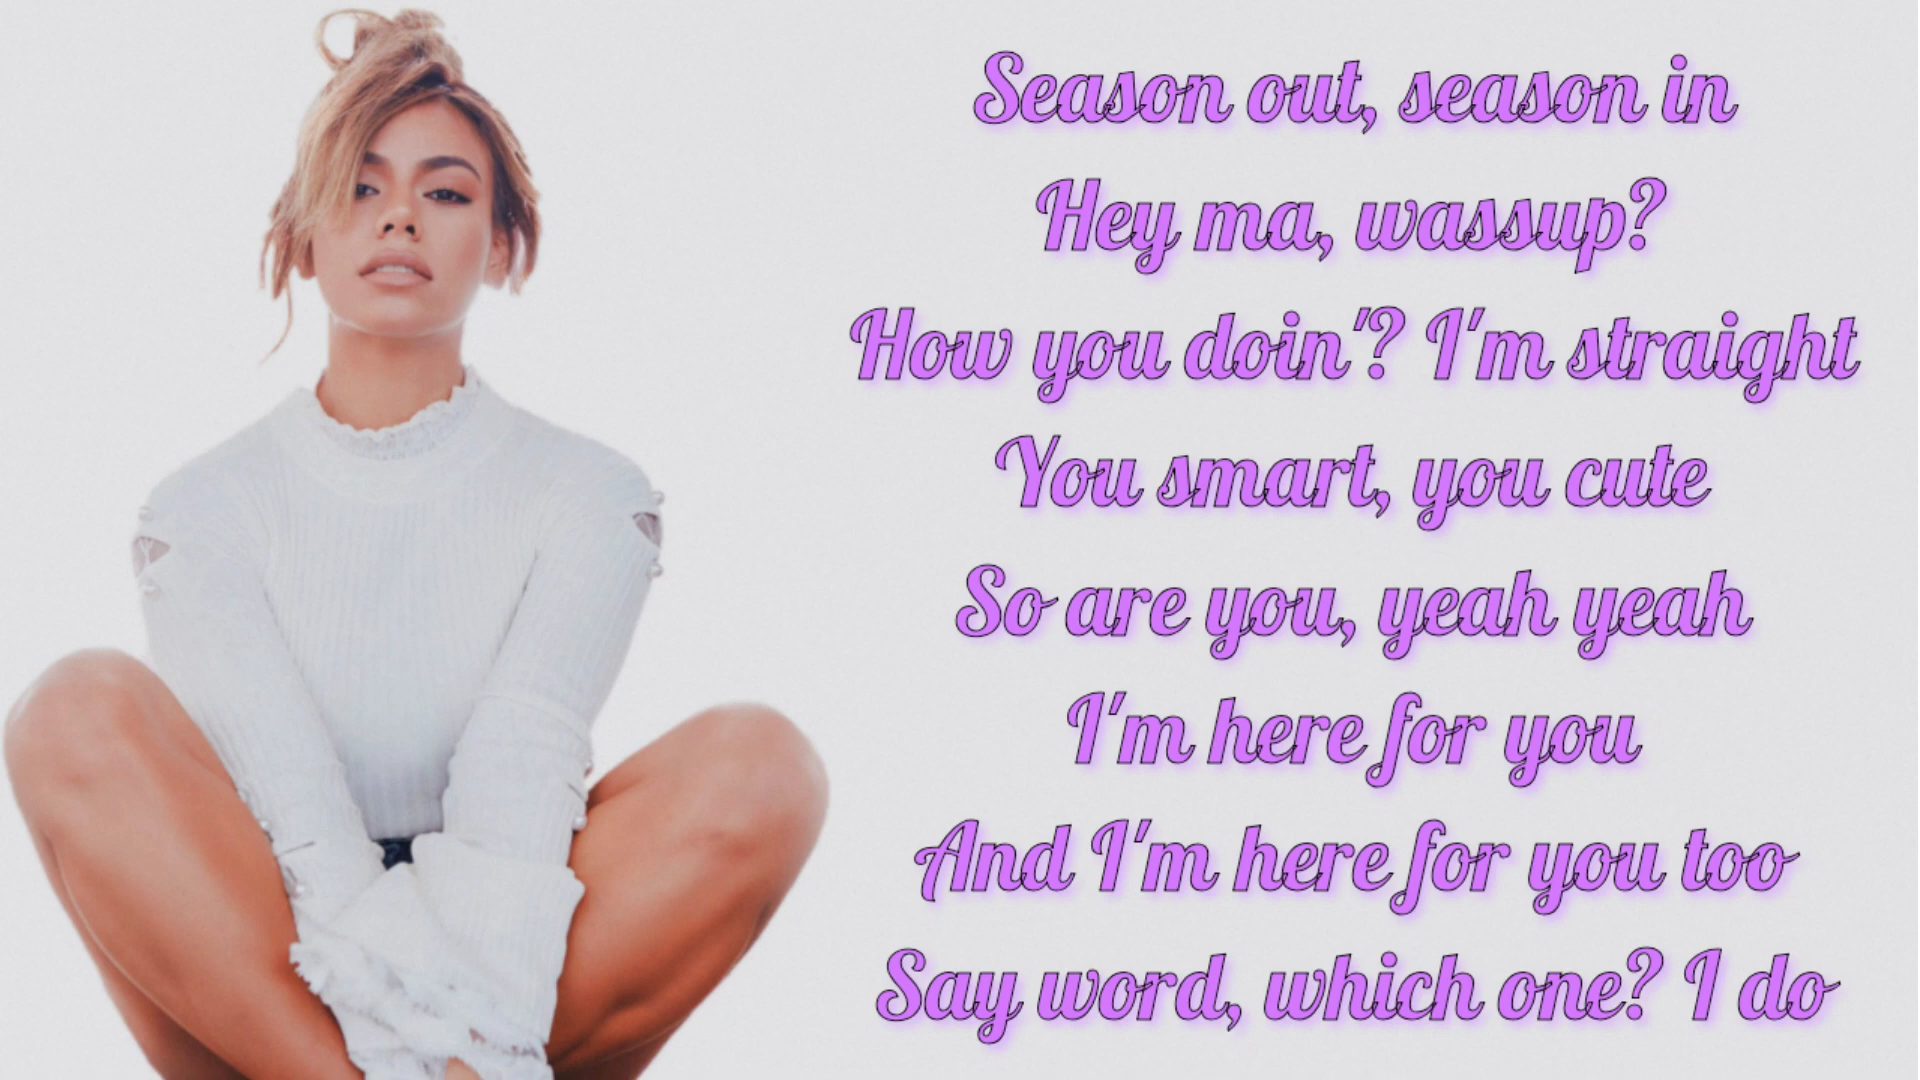 Season out, season in
Hey ma, wassup?
How you doin'? I'm straight
You smart, you cute
So are you, yeah yeah
I'm here for you
And I'm here for you too
Say word, which one? I do